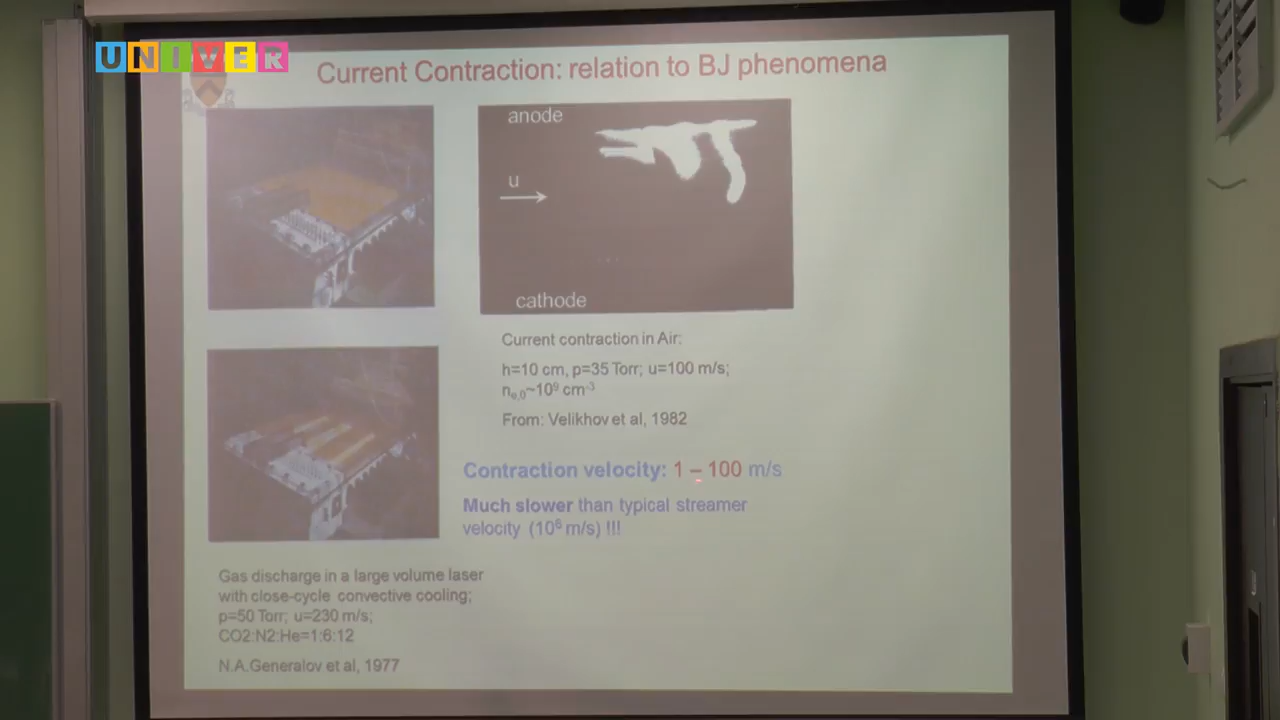 UNIVER
Current Contraction: relation to BJ phenomena
anode
u
cathode
Current contraction in Air:
h=10 cm, p=35 Torr; u=100 m/s;
nₑ,₀~10⁹ cm⁻³
From: Velikhov et al, 1982
Contraction velocity: 1 – 100 m/s
Much slower than typical streamer
velocity (10⁶ m/s) !!!
Gas discharge in a large volume laser
with close-cycle convective cooling;
p=50 Torr; u=230 m/s;
CO2:N2:He=1:6:12
N.A.Generalov et al, 1977